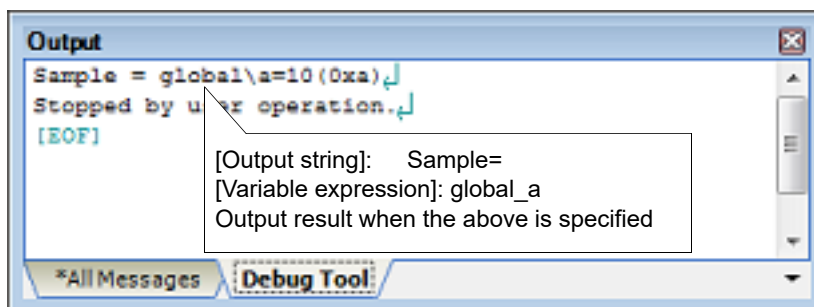 Output
Sample = global\a=10(0xa)↵
Stopped by user operation.↵
[EOF]
[Output string]: Sample=
[Variable expression]: global_a
Output result when the above is specified
*All Messages
Debug Tool